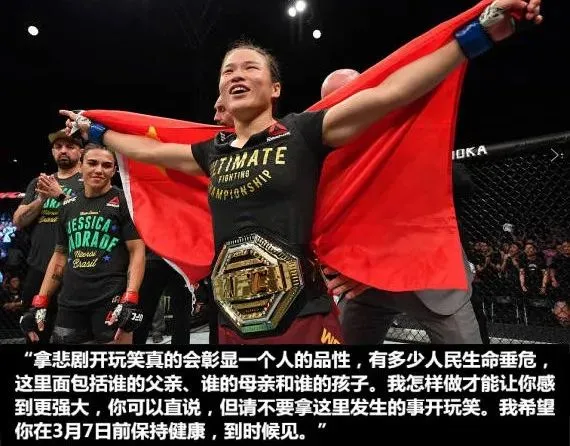 OKA
ULTIMATE
FIGHTING
CHAMPIONSHIP
JESSICA
ANDRADE
Niterói
Brasil
“拿悲剧开玩笑真的会彰显一个人的品性，有多少人民生命垂危，
这里面包括谁的父亲、谁的母亲和谁的孩子。我怎样做才能让你感
到更强大，你可以直说，但请不要拿这里发生的事开玩笑。我希望
你在3月7日前保持健康，到时候见。”